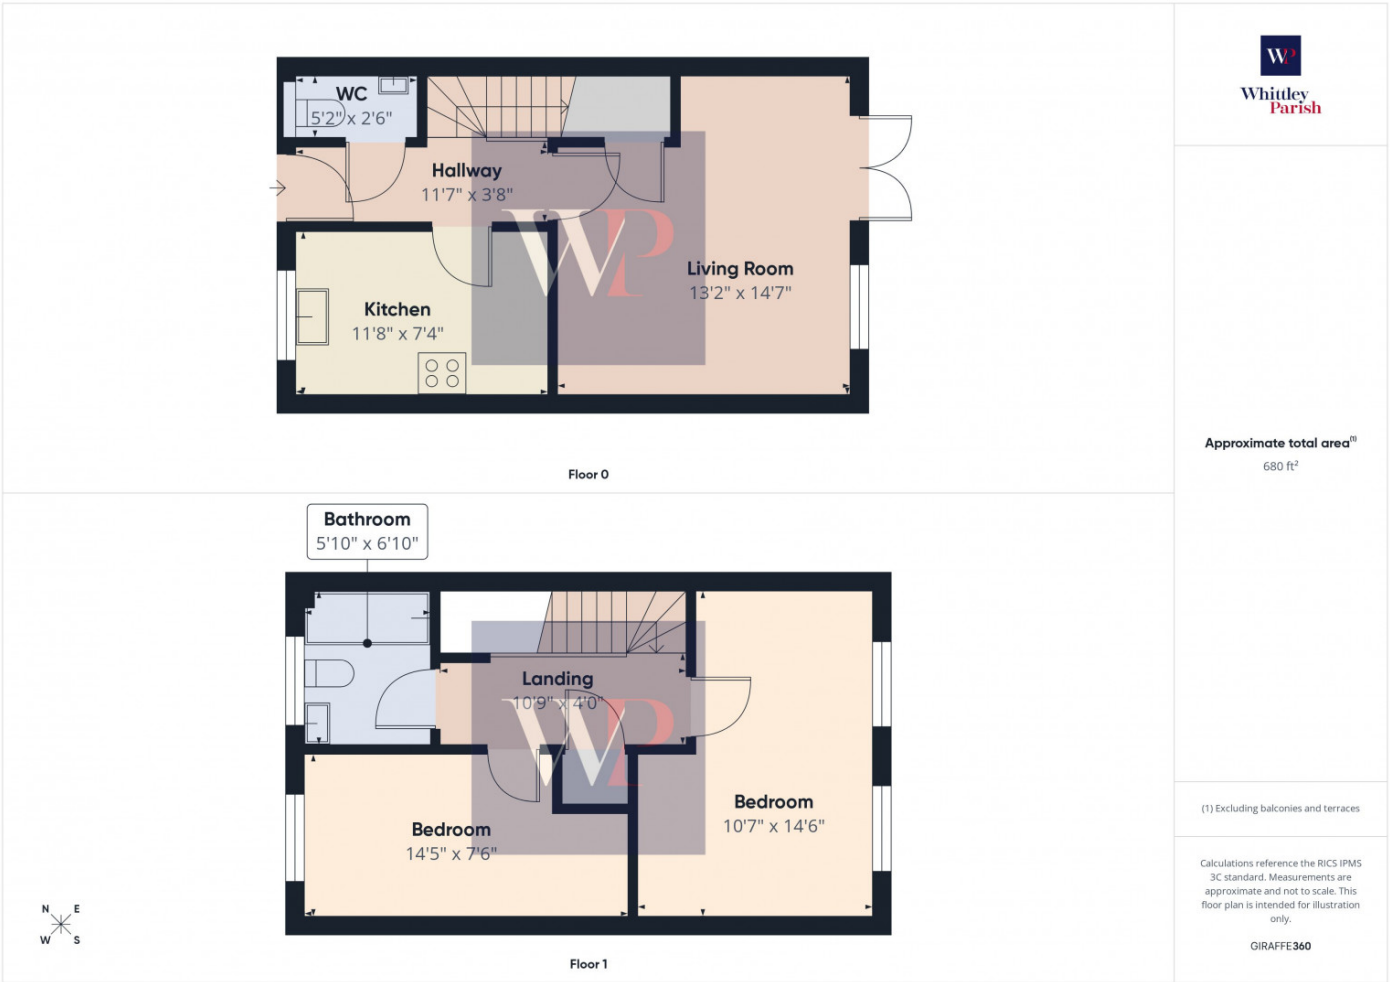 WC
5'2" x 2'6"
Hallway
11'7" x 3'8"
Living Room
13'2" x 14'7"
Kitchen
11'8" x 7'4"
WP
Floor 0
Bathroom
5'10" x 6'10"
Landing
10'9" x 4'0"
WP
Bedroom
14'5" x 7'6"
Bedroom
10'7" x 14'6"
N E
W S
Floor 1
WP
Whittley
Parish
Approximate total area(1)
680 ft²
(1) Excluding balconies and terraces
Calculations reference the RICS IPMS
3C standard. Measurements are
approximate and not to scale. This
floor plan is intended for illustration
only.
GIRAFFE360